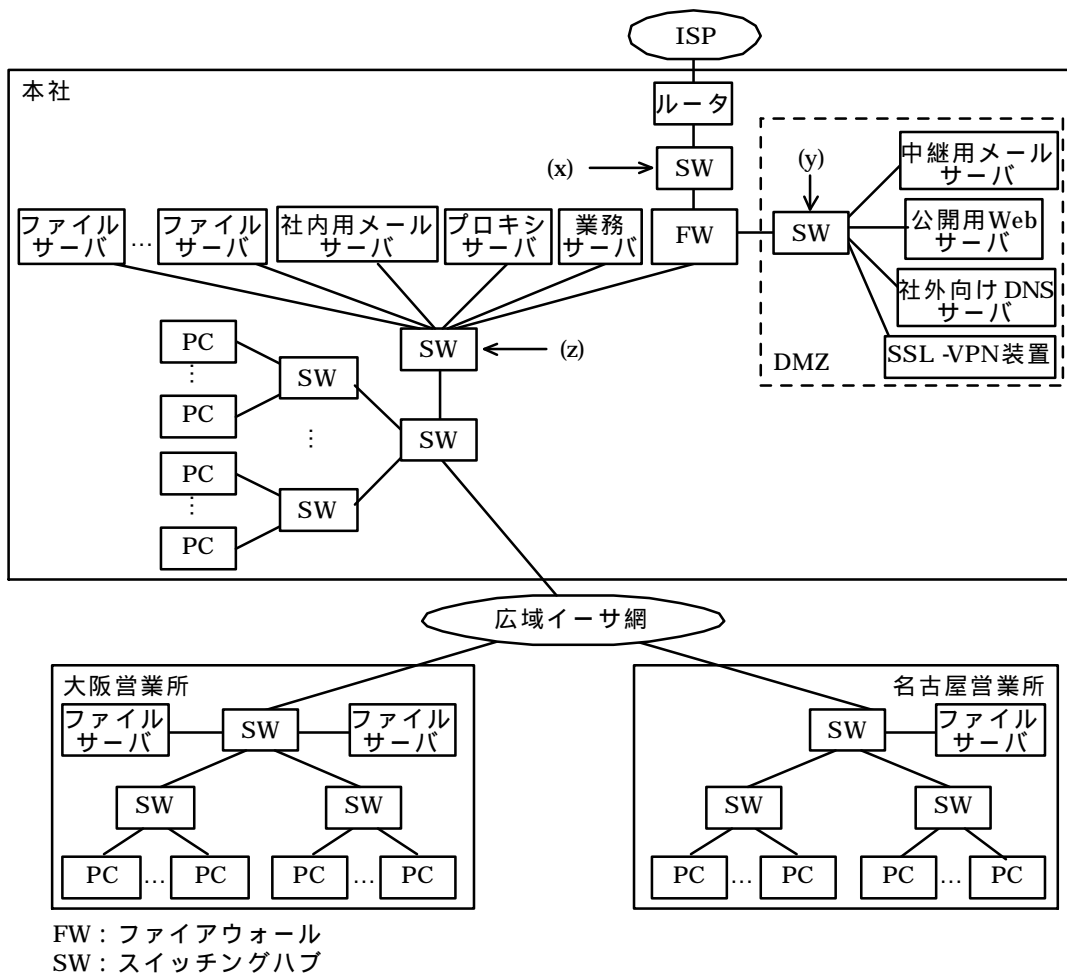 ISP
本社
ルータ
(x)
SW
(y)
中継用メール
サーバ
ファイル
サーバ
…
ファイル
サーバ
社内用メール
サーバ
プロキシ
サーバ
業務
サーバ
FW
SW
公開用Web
サーバ
社外向けDNS
サーバ
SSL-VPN装置
DMZ
SW
(z)
PC
…
PC
SW
…
SW
PC
…
PC
SW
広域イーサ網
大阪営業所
ファイル
サーバ
SW
ファイル
サーバ
SW
SW
PC
…
PC
PC
…
PC
名古屋営業所
SW
ファイル
サーバ
SW
SW
PC
…
PC
PC
…
PC
FW：ファイアウォール
SW：スイッチングハブ